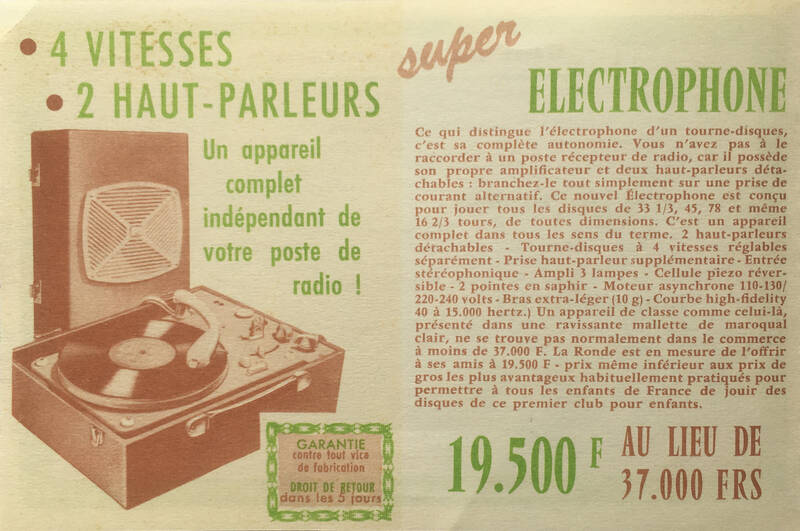 • 4 VITESSES
• 2 HAUT-PARLEURS
Un appareil
complet
indépendant de
votre poste de
radio !
GARANTIE
contre tout vice
de fabrication
DROIT DE RETOUR
dans les 5 jours
super
ELECTROPHONE
Ce qui distingue l'électrophone d'un tourne-disques,
c'est sa complète autonomie. Vous n'avez pas à le
raccorder à un poste récepteur de radio, car il possède
son propre amplificateur et deux haut-parleurs déta-
chables : branchez-le tout simplement sur une prise de
courant alternatif. Ce nouvel Électrophone est conçu
pour jouer tous les disques de 33 1/3, 45, 78 et même
16 2/3 tours, de toutes dimensions. C'est un appareil
complet dans tous les sens du terme. 2 haut-parleurs
détachables - Tourne-disques à 4 vitesses réglables
séparément - Prise haut-parleur supplémentaire - Entrée
stéréophonique - Ampli 3 lampes - Cellule piezo réver-
sible - 2 pointes en saphir - Moteur asynchrone 110-130/
220-240 volts - Bras extra-léger (10 g) - Courbe high-fidelity
40 à 15.000 hertz.) Un appareil de classe comme celui-là,
présenté dans une ravissante mallette de maroqual
clair, ne se trouve pas normalement dans le commerce
à moins de 37.000 F. La Ronde est en mesure de l'offrir
à ses amis à 19.500 F - prix même inférieur aux prix de
gros les plus avantageux habituellement pratiqués pour
permettre à tous les enfants de France de jouir des
disques de ce premier club pour enfants.
19.500 F
AU LIEU DE
37.000 FRS